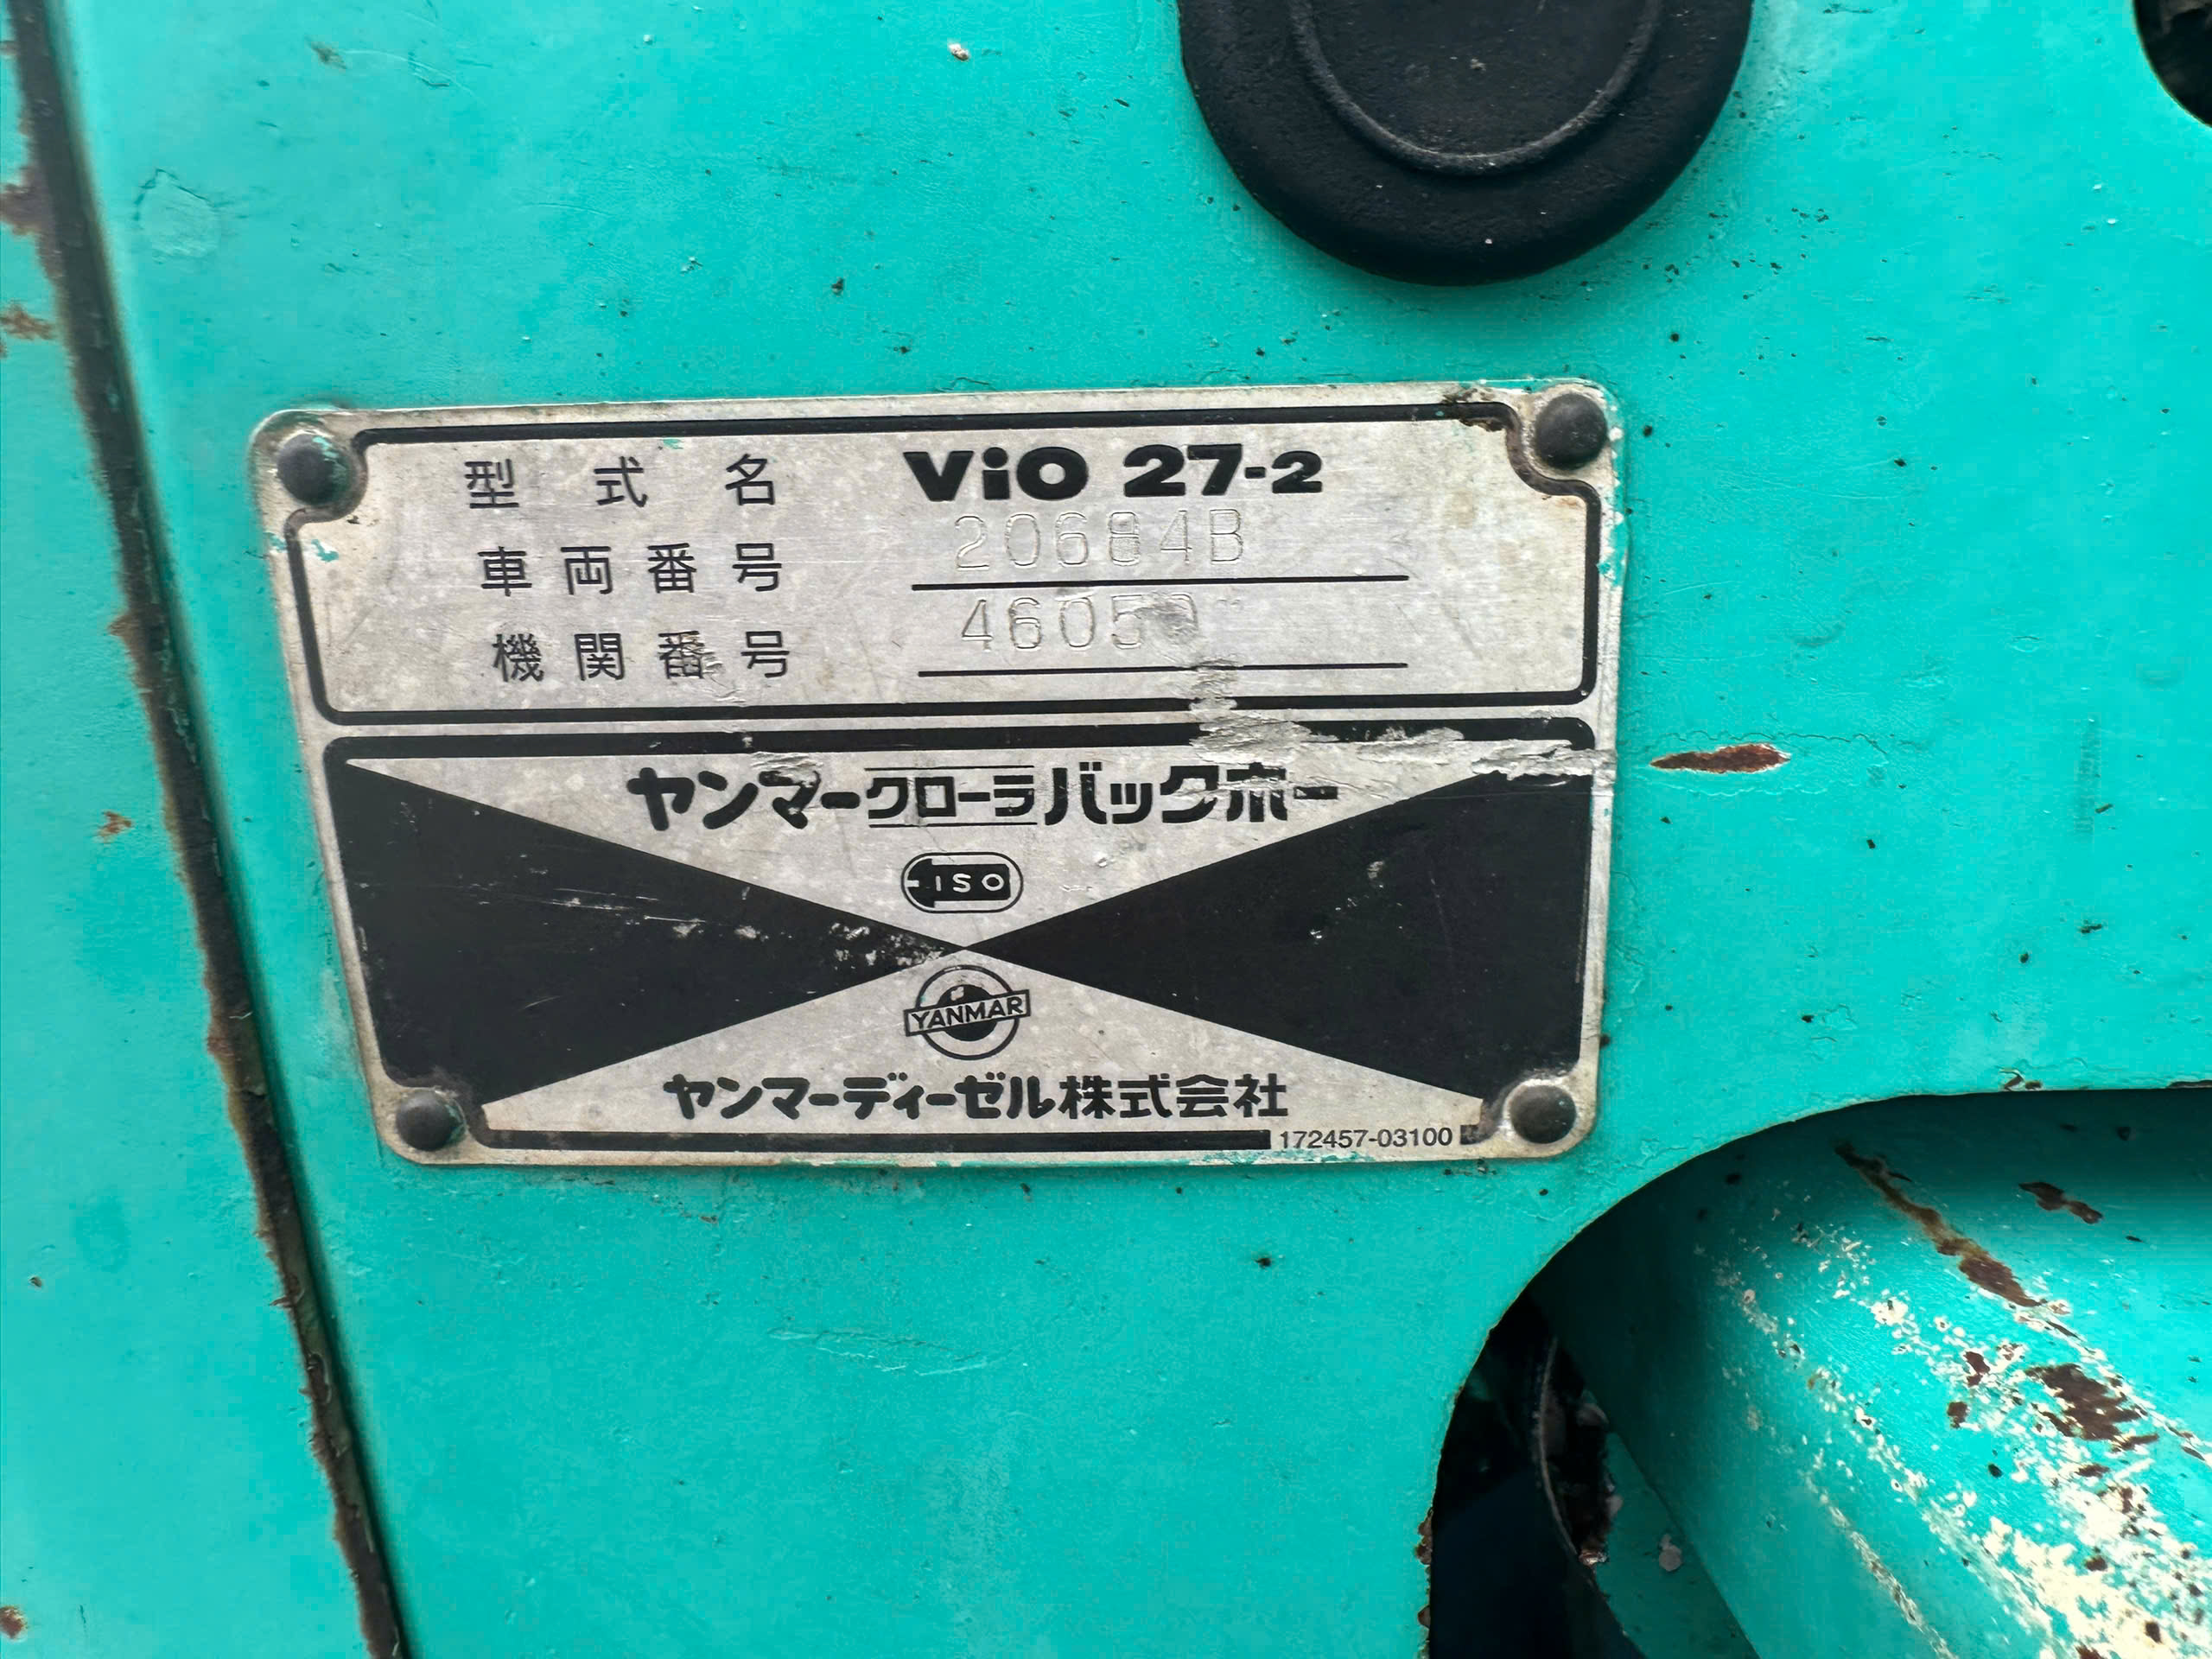 型式名 ViO 27-2
車両番号 20684B
機関番号
ヤンマークローラバックホー
ISO
YANMAR
ヤンマーディーゼル株式会社
172457-03100